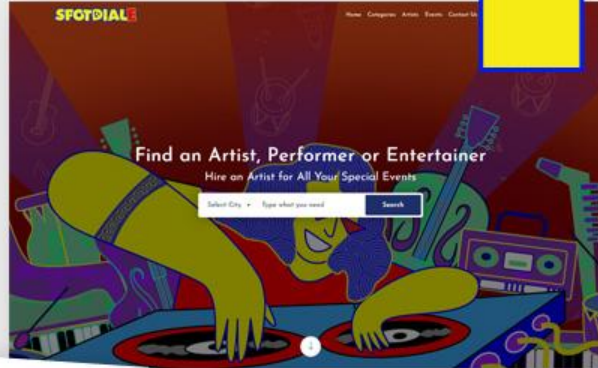 SPOTDIALE
Home Categories Artists Events Contact Us
Find an Artist, Performer or Entertainer
Hire an Artist for All Your Special Events
Select City Type what you need Search